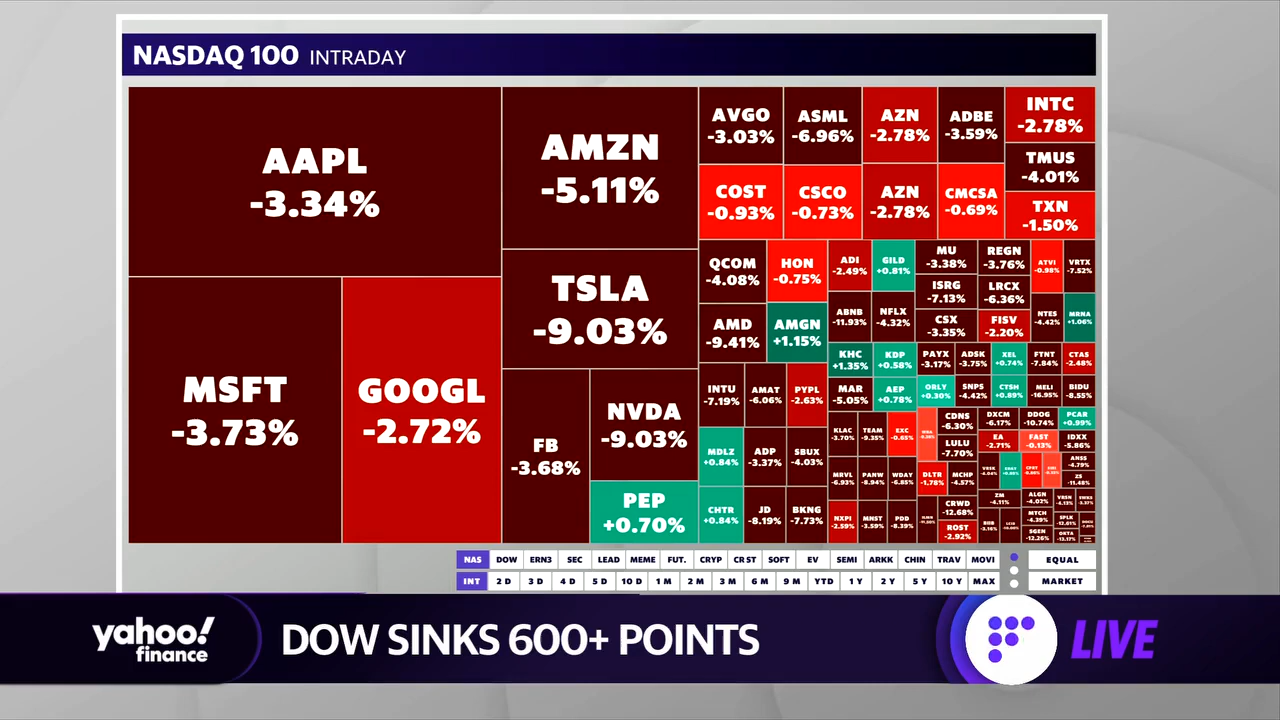 NASDAQ 100 INTRADAY
AAPL
-3.34%
MSFT
-3.73%
GOOGL
-2.72%
AMZN
-5.11%
TSLA
-9.03%
FB
-3.68%
NVDA
-9.03%
PEP
+0.70%
AVGO
-3.03%
ASML
-6.96%
AZN
-2.78%
ADBE
-3.59%
INTC
-2.78%
TMUS
-4.01%
COST
-0.93%
CSCO
-0.73%
AZN
-2.78%
CMCSA
-0.69%
TXN
-1.50%
QCOM
-4.08%
HON
-0.75%
ADI
-2.49%
GILD
+0.81%
MU
-3.38%
REGN
-3.76%
ATVI
-0.98%
VRTX
-7.52%
ISRG
-7.13%
LRCX
-6.36%
AMD
-9.41%
AMGN
+1.15%
ABNB
-11.93%
NFLX
-4.32%
CSX
-3.35%
FISV
-2.20%
NTES
-4.42%
MRNA
+1.06%
KHC
+1.35%
KDP
+0.58%
PAYX
-3.17%
ADSK
-3.75%
XEL
+0.74%
FTNT
-7.84%
CTAS
-2.48%
INTU
-7.19%
AMAT
-6.06%
PYPL
-2.63%
MAR
-5.05%
AEP
+0.78%
ORLY
+0.30%
SNPS
-4.42%
CTSH
+0.89%
MELI
-16.95%
BIDU
-8.55%
KLAC
-3.70%
TEAM
-9.35%
EXC
-0.65%
CDNS
-6.30%
DXCM
-6.17%
DDOG
-10.74%
PCAR
+0.99%
LULU
-7.70%
EA
-2.71%
FAST
-0.13%
IDXX
-5.86%
MDLZ
+0.84%
ADP
-3.37%
SBUX
-4.03%
MRVL
-6.93%
PANW
-8.94%
WDAY
-6.85%
DLTR
-1.78%
MCHP
-4.57%
ANSS
-4.79%
ZS
-11.48%
CHTR
+0.84%
JD
-8.19%
BKNG
-7.73%
NXPI
-2.59%
MNST
-3.59%
PDD
-8.39%
CRWD
-12.68%
ROST
-2.92%
ZM
-4.11%
ALGN
-4.02%
MTCH
-4.39%
SGEN
-12.26%
VRSN
SPLK
OKTA
NAS DOW ERN3 SEC LEAD MEME FUT. CRYP CRST SOFT EV SEMI ARKK CHIN TRAV MOVI EQUAL
INT 2 D 3 D 4 D 5 D 10 D 1 M 2 M 3 M 6 M 9 M YTD 1 Y 2 Y 5 Y 10 Y MAX MARKET
yahoo!
finance
DOW SINKS 600+ POINTS
LIVE